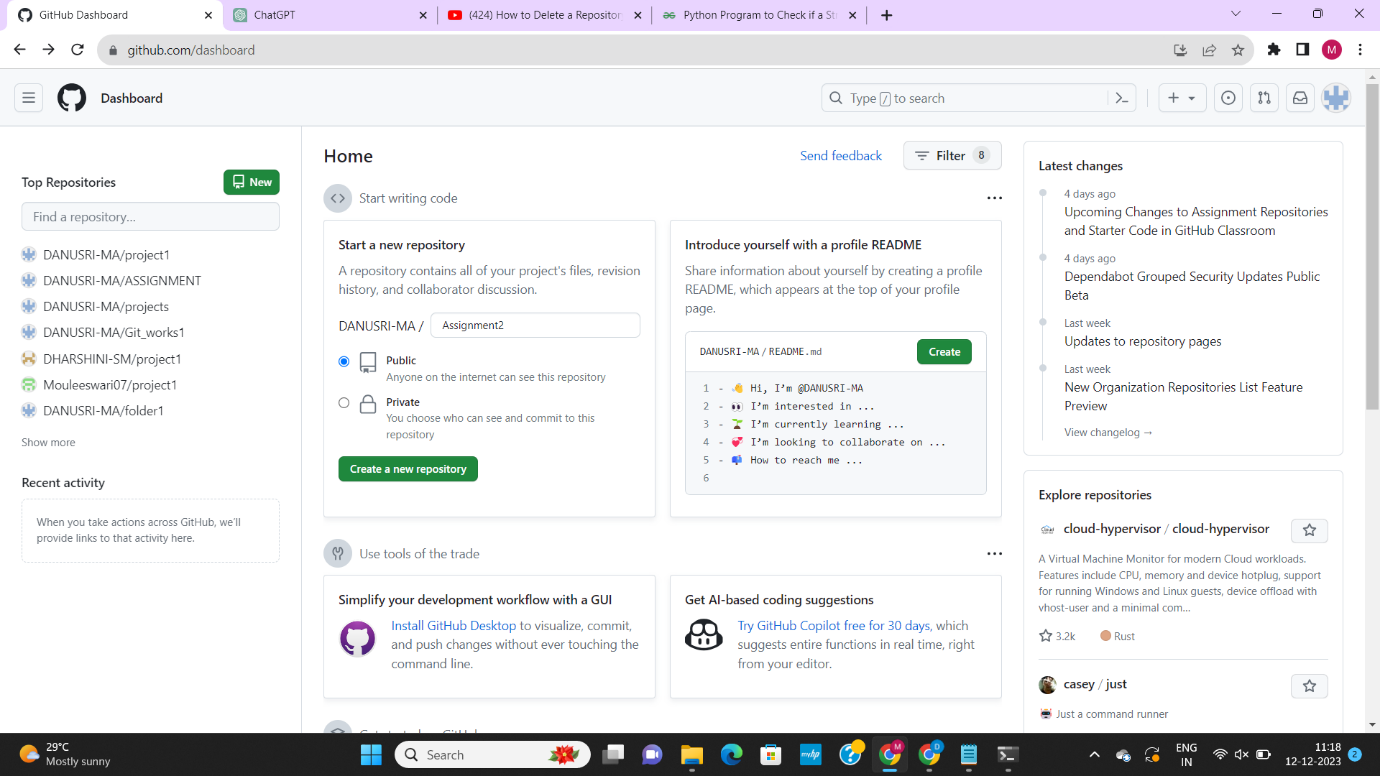 GitHub Dashboard
ChatGPT
(424) How to Delete a Repositor
Python Program to Check if a St
github.com/dashboard
M
Dashboard
Type / to search
Top Repositories
New
Find a repository...
DANUSRI-MA/project1
DANUSRI-MA/ASSIGNMENT
DANUSRI-MA/projects
DANUSRI-MA/Git_works1
DHARSHINI-SM/project1
Mouleeswari07/project1
DANUSRI-MA/folder1
Show more
Recent activity
When you take actions across GitHub, we'll
provide links to that activity here.
Home
Send feedback
Filter 8
Start writing code
Start a new repository
A repository contains all of your project's files, revision
history, and collaborator discussion.
DANUSRI-MA / Assignment2
Public
Anyone on the internet can see this repository
Private
You choose who can see and commit to this
repository
Create a new repository
Introduce yourself with a profile README
Share information about yourself by creating a profile
README, which appears at the top of your profile
page.
DANUSRI-MA / README.md
Create
1 - 👋 Hi, I'm @DANUSRI-MA
2 - 👀 I'm interested in ...
3 - 🌱 I'm currently learning ...
4 - 💞️ I'm looking to collaborate on ...
5 - 📫 How to reach me ...
6
Use tools of the trade
Simplify your development workflow with a GUI
Install GitHub Desktop to visualize, commit,
and push changes without ever touching the
command line.
Get AI-based coding suggestions
Try GitHub Copilot free for 30 days, which
suggests entire functions in real time, right
from your editor.
Latest changes
4 days ago
Upcoming Changes to Assignment Repositories
and Starter Code in GitHub Classroom
4 days ago
Dependabot Grouped Security Updates Public
Beta
Last week
Updates to repository pages
Last week
New Organization Repositories List Feature
Preview
View changelog →
Explore repositories
cloud-hypervisor / cloud-hypervisor
A Virtual Machine Monitor for modern Cloud workloads.
Features include CPU, memory and device hotplug, support
for running Windows and Linux guests, device offload with
vhost-user and a minimal com...
3.2k Rust
casey / just
🤖 Just a command runner
29°C
Mostly sunny
Search
myhp
M
D
ENG
IN
11:18
12-12-2023
2